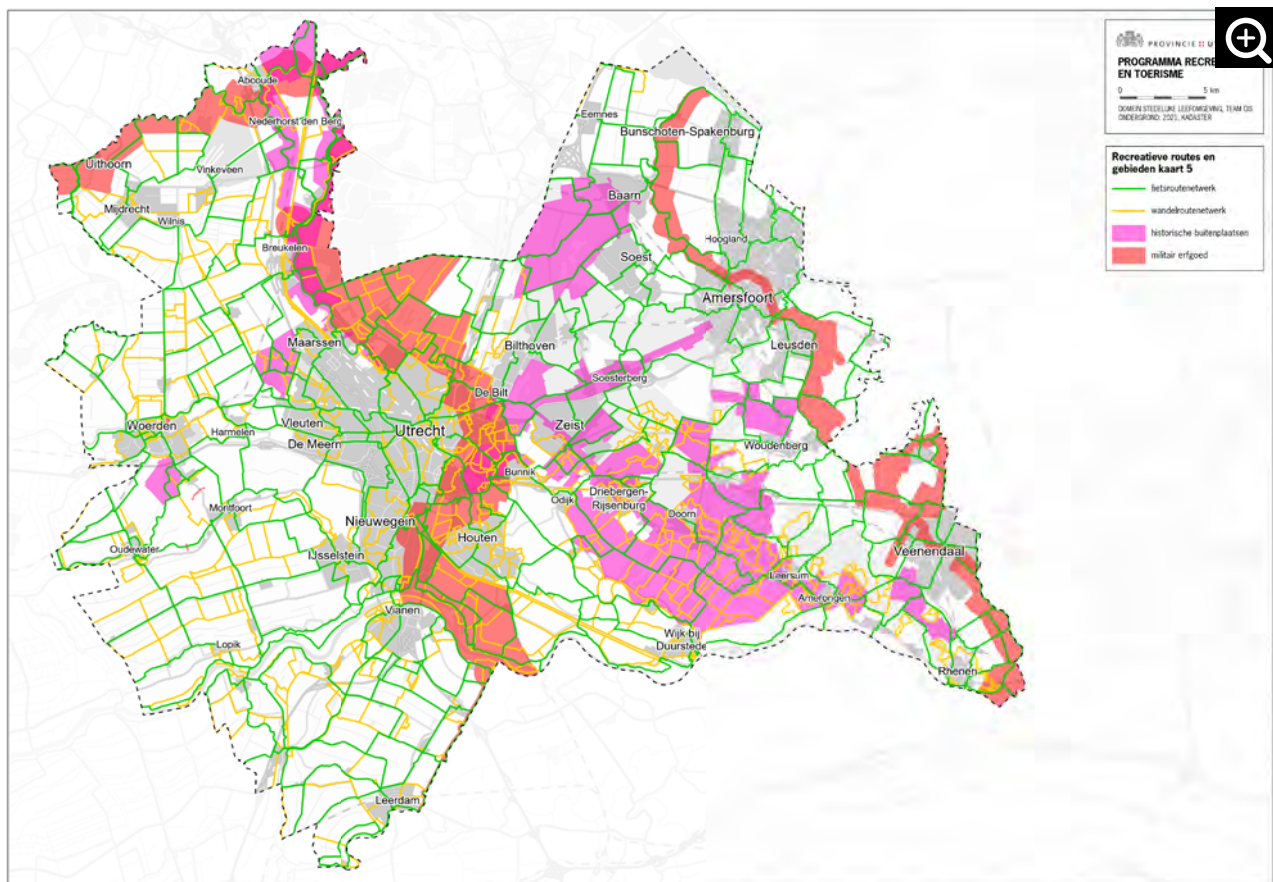 PROVINCIE U
PROGRAMMA RECRE
EN TOERISME
0 5 km
DOMEIN STEDELIJKE LEEFOMGEVING, TEAM GIS
ONDERGROND: 2021, KADASTER
Recreatieve routes en
gebieden kaart 5
fietsroutenetwerk
wandelroutenetwerk
historische buitenplaatsen
militair erfgoed
Abcoude
Nederhorst den Berg
Eemnes
Bunschoten-Spakenburg
Uithoorn
Vinkeveen
Baarn
Mijdrecht
Wilnis
Hoogland
Breukelen
Soest
Amersfoort
Maarssen
Bilthoven
Leusden
Soesterberg
De Bilt
Woerden
Vleuten
Harmelen
Utrecht
Zeist
De Meern
Woudenberg
Bunnik
Odijk
Driebergen-
Rijsenburg
Montfoort
Doorn
Nieuwegein
Houten
Oudewater
IJsselstein
Veenendaal
Leersum
Amerongen
Vianen
Lopik
Wijk bij
Duurstede
Rhenen
Leerdam